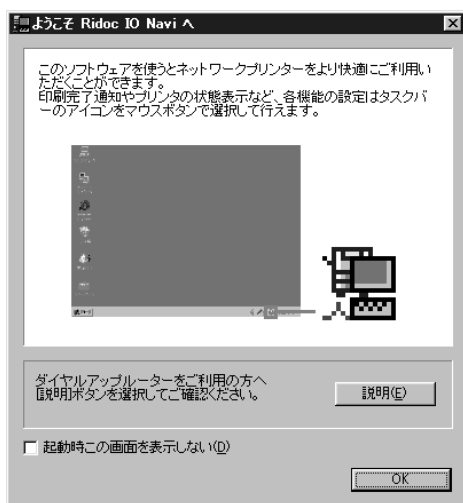 ようこそ Ridoc IO Navi へ
このソフトウェアを使うとネットワークプリンターをより快適にご利用い
ただくことができます。
印刷完了通知やプリンタの状態表示など、各機能の設定はタスクバ
ーのアイコンをマウスボタンで選択して行えます。
ダイヤルアップルーターをご利用の方へ
[説明]ボタンを選択してご確認ください。
説明(E)
起動時この画面を表示しない(D)
OK